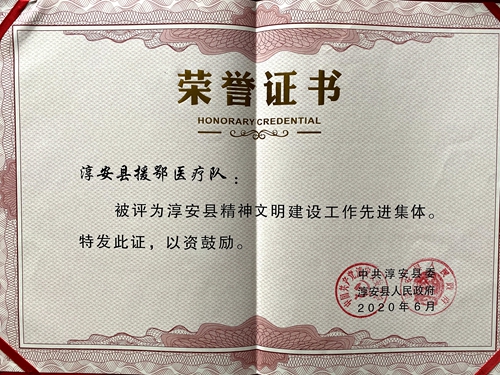 荣誉证书
HONORARY CREDENTIAL
淳安县援鄂医疗队：
被评为淳安县精神文明建设工作先进集体。
特发此证，以资鼓励。
中共淳安县委
淳安县人民政府
2020年6月